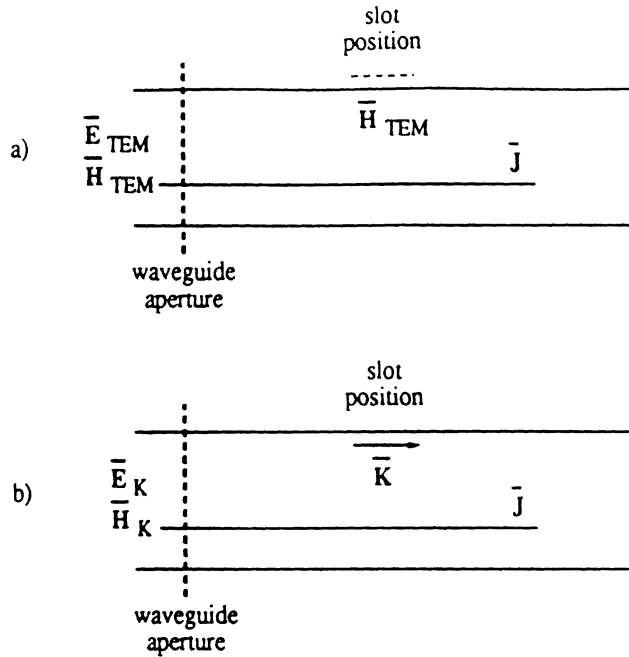 slot
position
a)
E̅ TEM
H̅ TEM
H̅ TEM
J̅
waveguide
aperture
slot
position
b)
E̅ K
H̅ K
K̅
J̅
waveguide
aperture